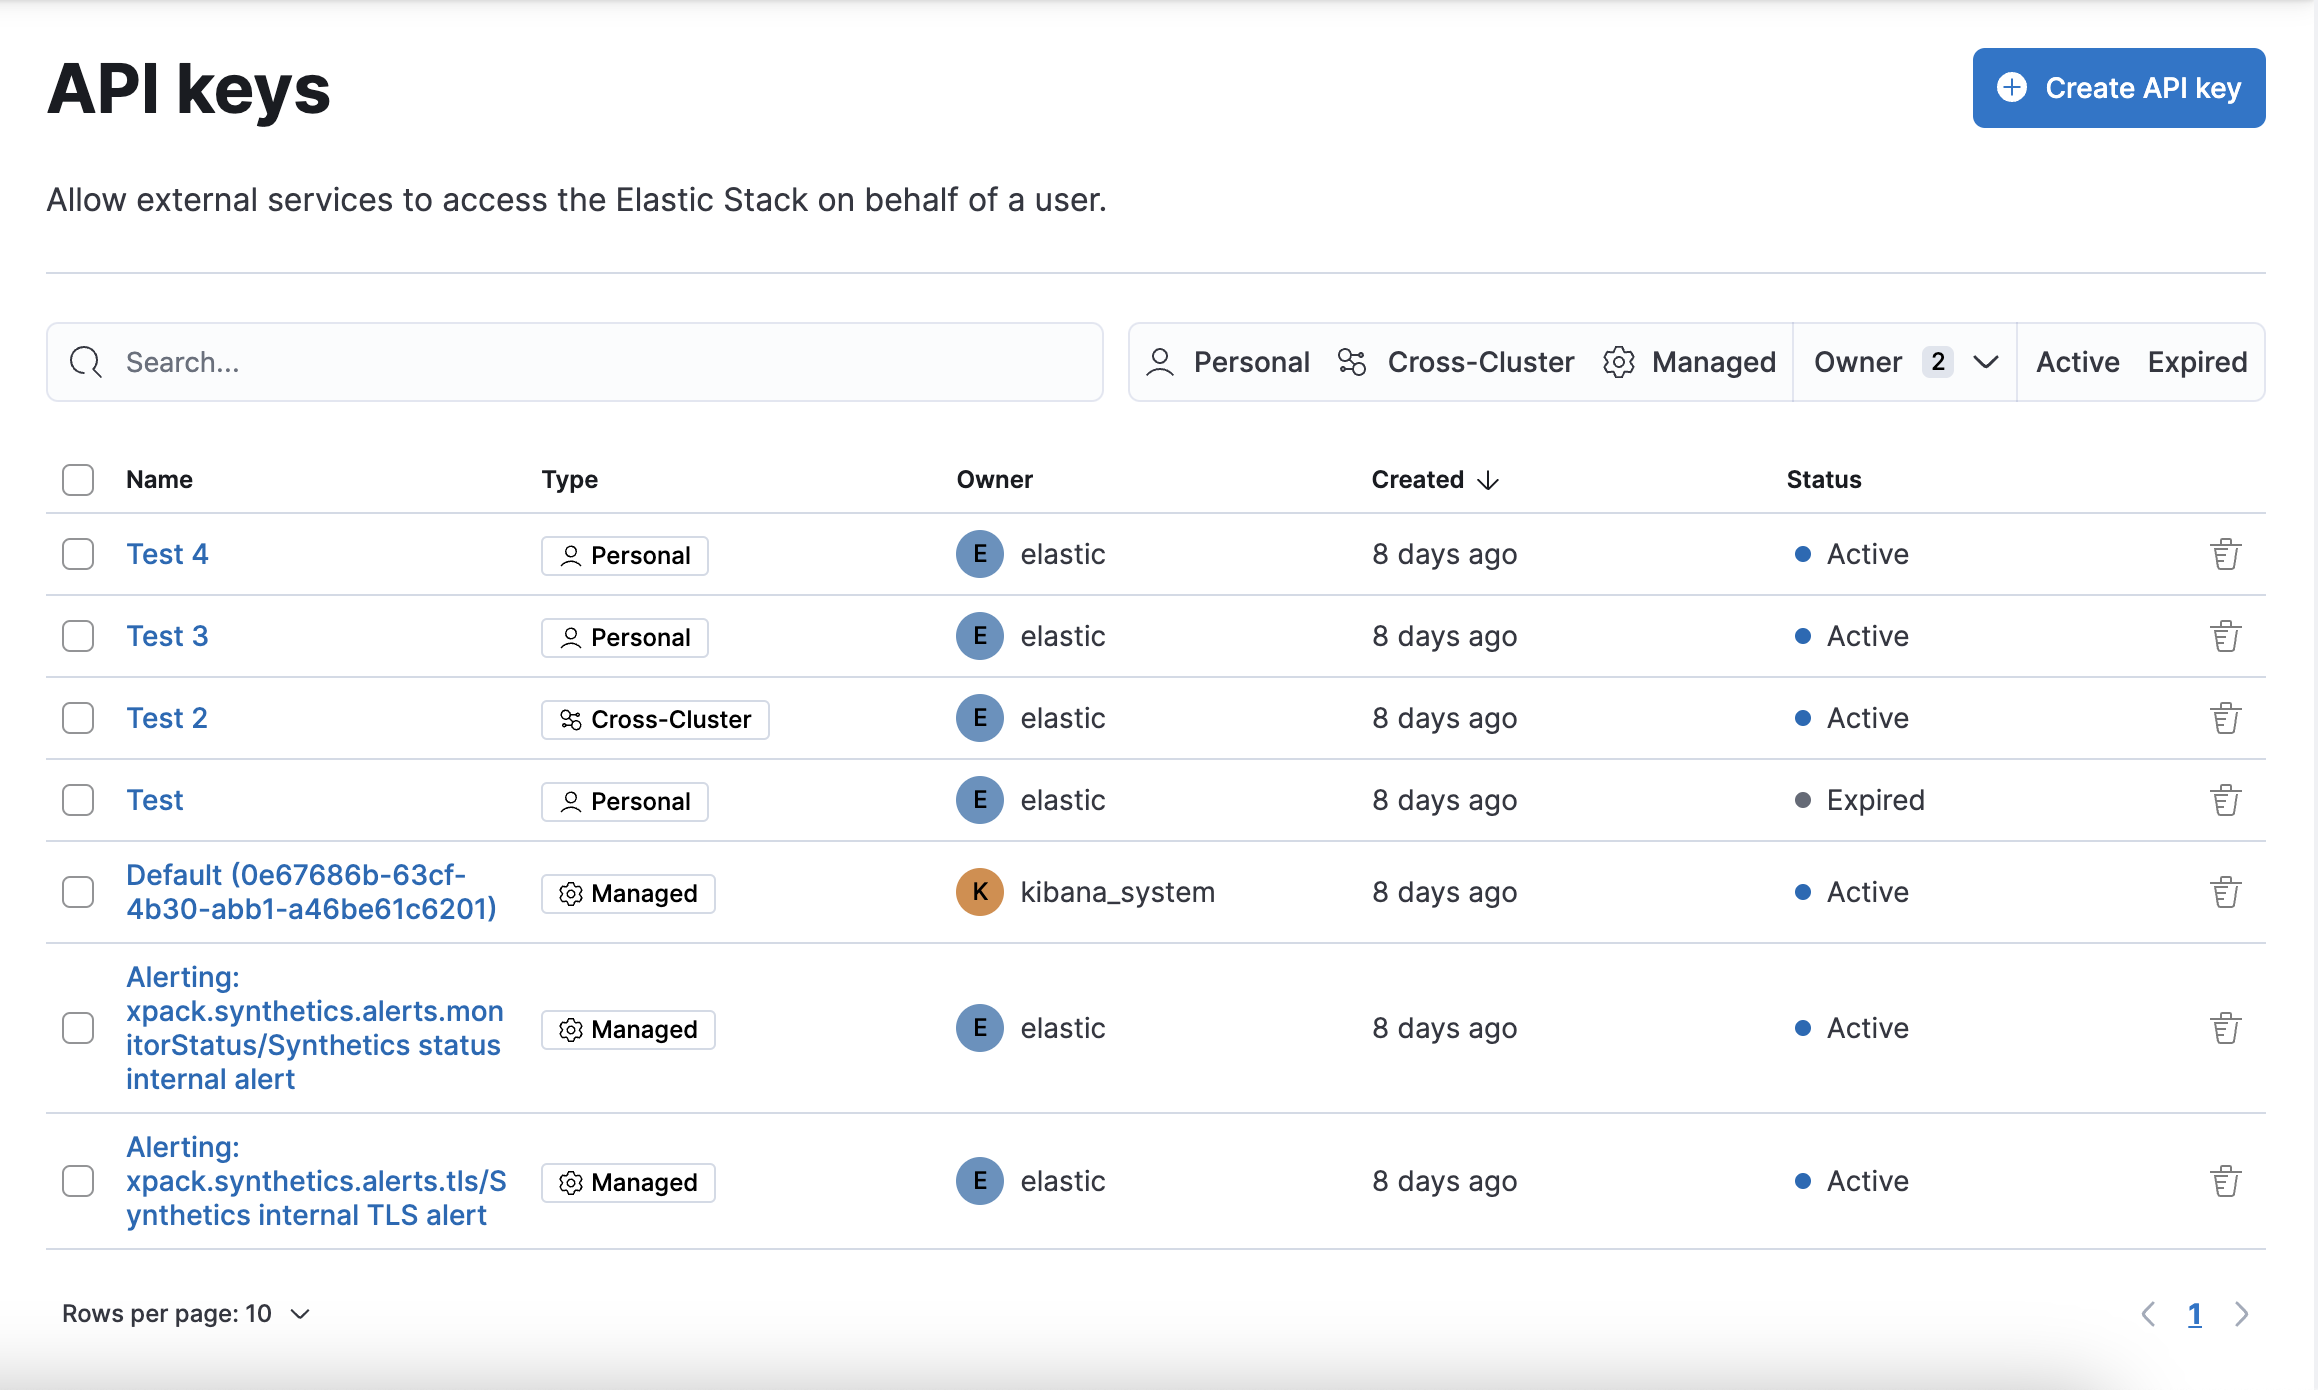 API keys
Create API key
Allow external services to access the Elastic Stack on behalf of a user.
Search...
Personal Cross-Cluster Managed Owner 2 Active Expired
Name Type Owner Created Status
Test 4 Personal E elastic 8 days ago Active
Test 3 Personal E elastic 8 days ago Active
Test 2 Cross-Cluster E elastic 8 days ago Active
Test Personal E elastic 8 days ago Expired
Default (0e67686b-63cf-
4b30-abb1-a46be61c6201)
Managed K kibana_system 8 days ago Active
Alerting:
xpack.synthetics.alerts.mon
itorStatus/Synthetics status
internal alert
Managed E elastic 8 days ago Active
Alerting:
xpack.synthetics.alerts.tls/S
ynthetics internal TLS alert
Managed E elastic 8 days ago Active
Rows per page: 10
1